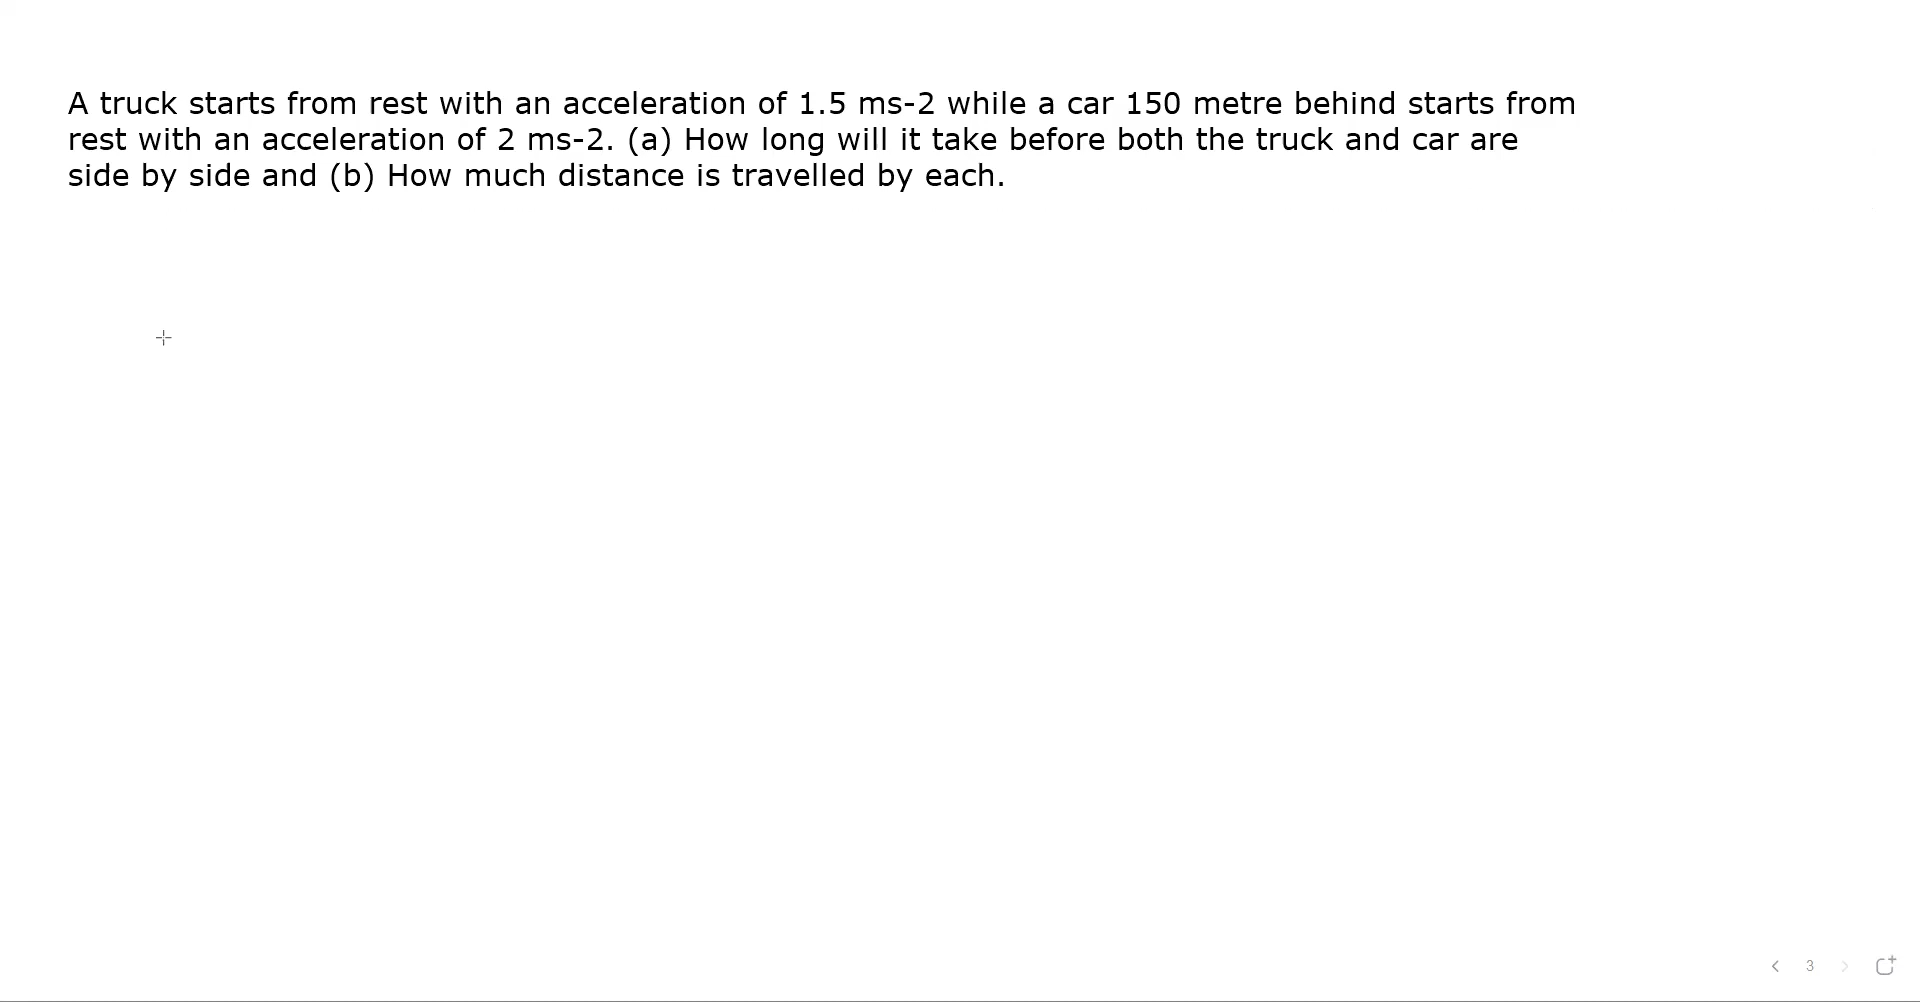 A truck starts from rest with an acceleration of 1.5 ms-2 while a car 150 metre behind starts from
rest with an acceleration of 2 ms-2. (a) How long will it take before both the truck and car are
side by side and (b) How much distance is travelled by each.
3